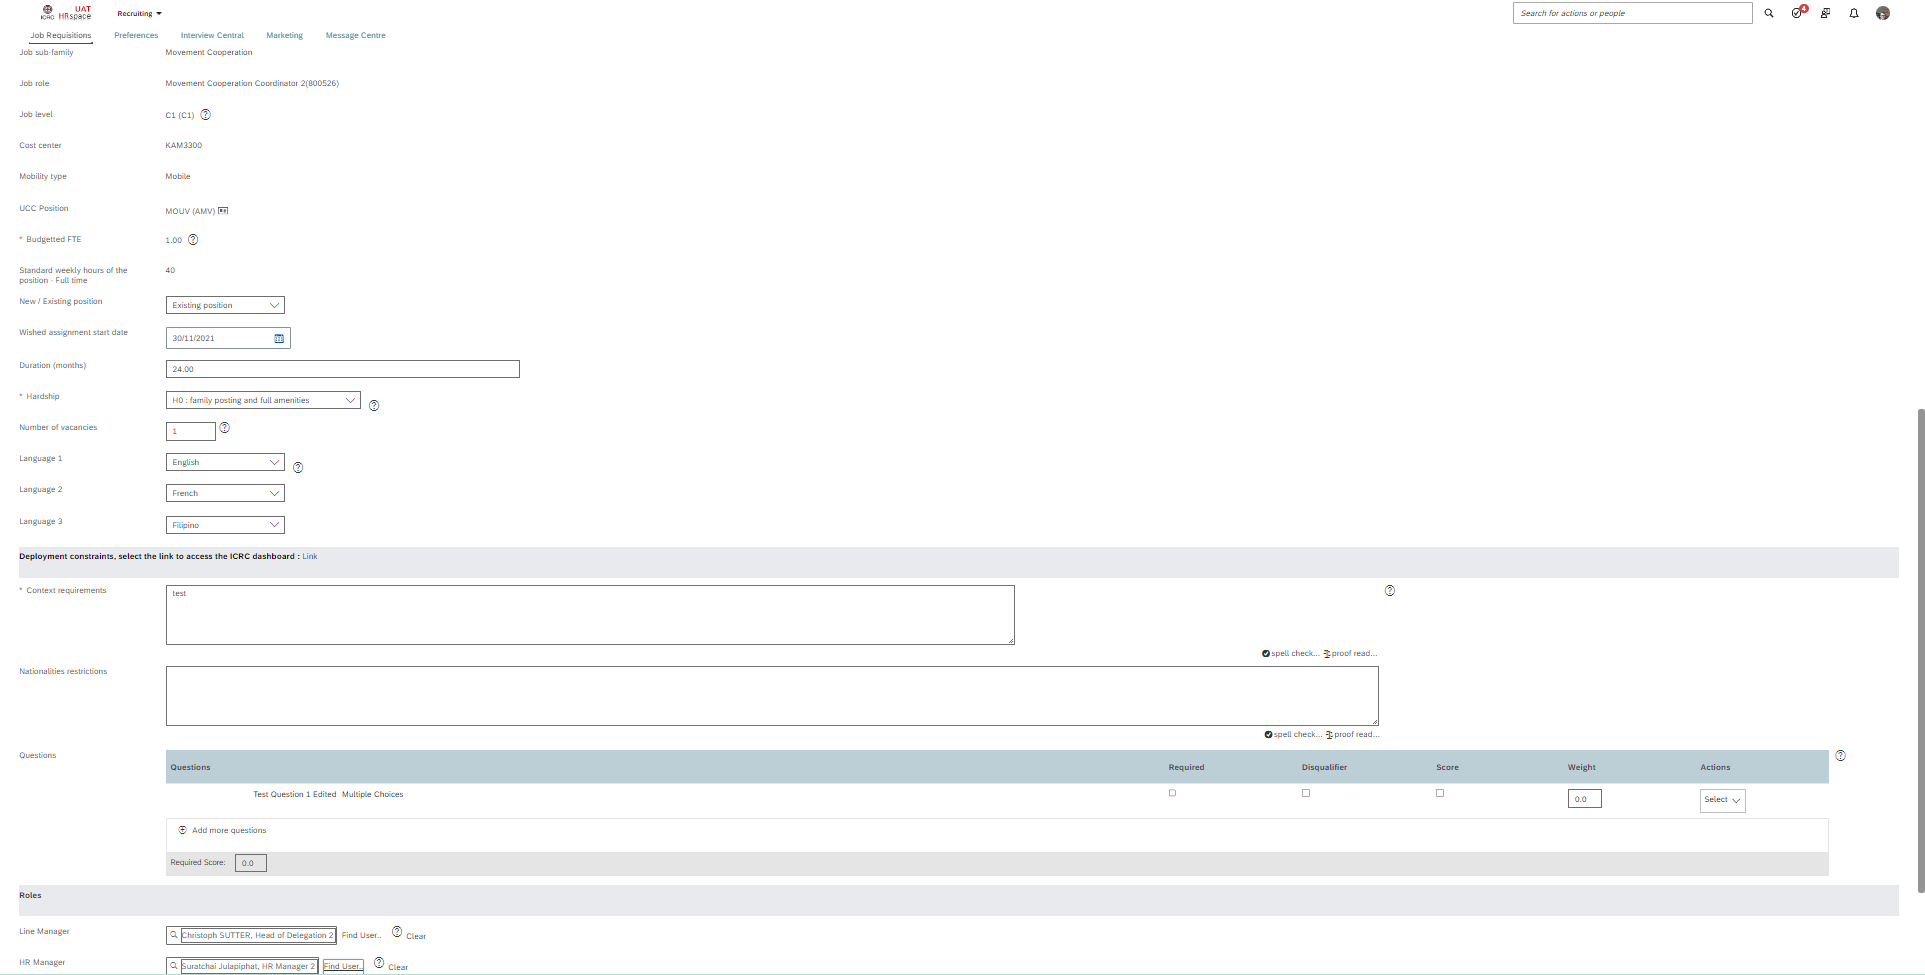 ICRC UAT HRspace Recruiting Search for actions or people 4
Job Requisitions Preferences Interview Central Marketing Message Centre
Job sub-family Movement Cooperation
Job role Movement Cooperation Coordinator 2(800526)
Job level C1 (C1) ?
Cost center KAM3300
Mobility type Mobile
UCC Position MOUV (AMV)
* Budgetted FTE 1.00 ?
Standard weekly hours of the position - Full time 40
New / Existing position Existing position
Wished assignment start date 30/11/2021
Duration (months) 24.00
* Hardship H0 : family posting and full amenities ?
Number of vacancies 1 ?
Language 1 English ?
Language 2 French
Language 3 Filipino
Deployment constraints, select the link to access the ICRC dashboard : Link
* Context requirements test ?
spell check... proof read...
Nationalities restrictions
spell check... proof read...
Questions Questions Required Disqualifier Score Weight Actions ?
Test Question 1 Edited Multiple Choices 0.0 Select
Add more questions
Required Score: 0.0
Roles
Line Manager Christoph SUTTER, Head of Delegation 2 Find User.. ? Clear
HR Manager Suratchai Julapiphat, HR Manager 2 Find User.. ? Clear